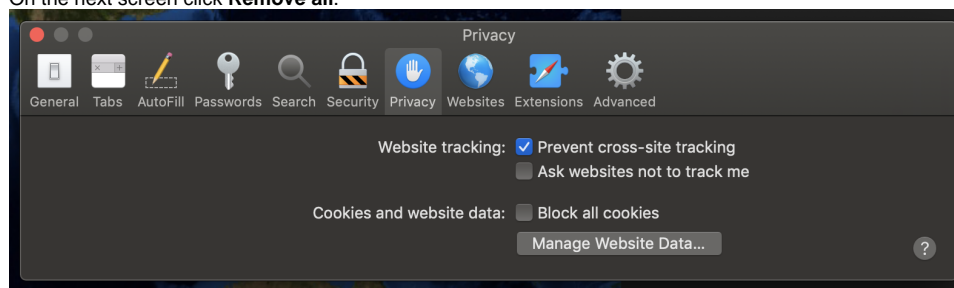 On the next screen click Remove all.
Privacy
General Tabs AutoFill Passwords Search Security Privacy Websites Extensions Advanced
Website tracking: Prevent cross-site tracking
Ask websites not to track me
Cookies and website data: Block all cookies
Manage Website Data...
?